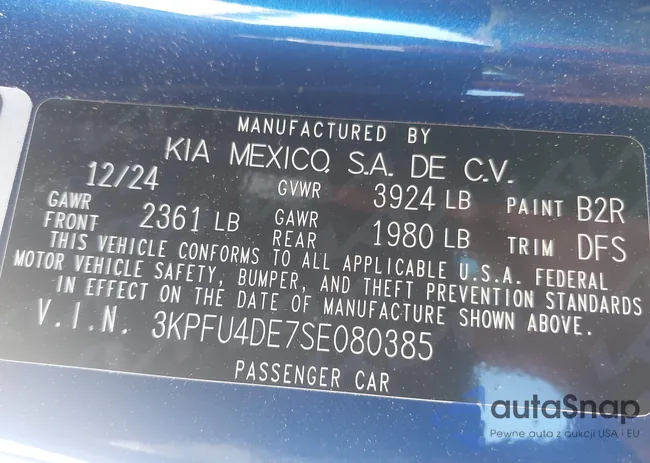 MANUFACTURED BY
KIA MEXICO, S.A. DE C.V.
12/24 GVWR 3924 LB PAINT B2R
GAWR FRONT 2361 LB GAWR REAR 1980 LB TRIM DFS
THIS VEHICLE CONFORMS TO ALL APPLICABLE U.S.A. FEDERAL
MOTOR VEHICLE SAFETY, BUMPER, AND THEFT PREVENTION STANDARDS
IN EFFECT ON THE DATE OF MANUFACTURE SHOWN ABOVE.
V.I.N. 3KPFU4DE7SE080385
PASSENGER CAR
autaSnap
Pewne auta z aukcji USA i EU